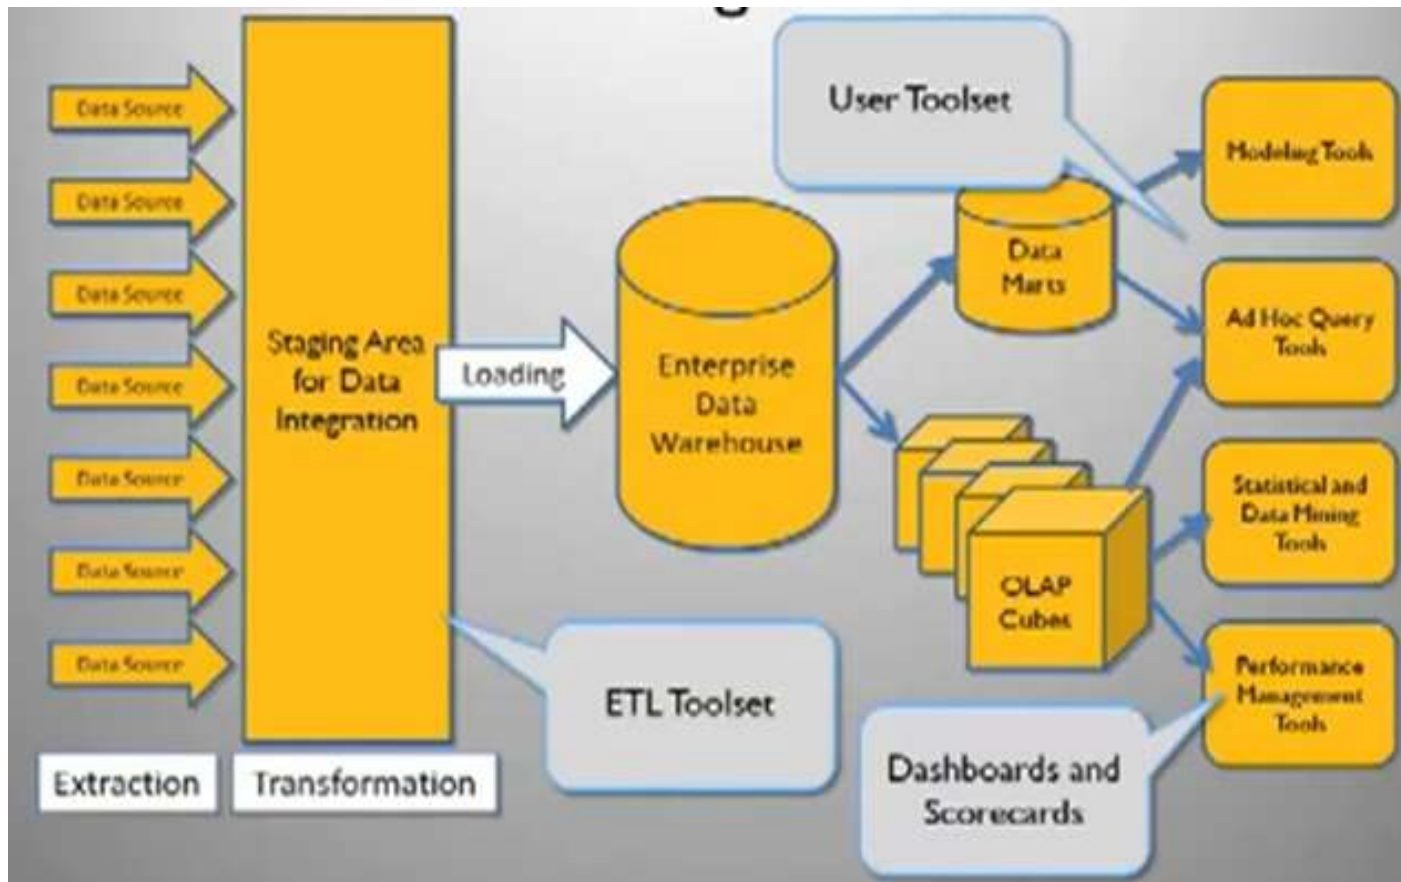 Data Source
Data Source
Data Source
Data Source
Data Source
Data Source
Data Source
Staging Area
for Data
Integration
Loading
Enterprise
Data
Warehouse
User Toolset
Data
Marts
OLAP
Cubes
Modeling Tools
Ad Hoc Query
Tools
Statistical and
Data Mining
Tools
Performance
Management
Tools
ETL Toolset
Dashboards and
Scorecards
Extraction
Transformation